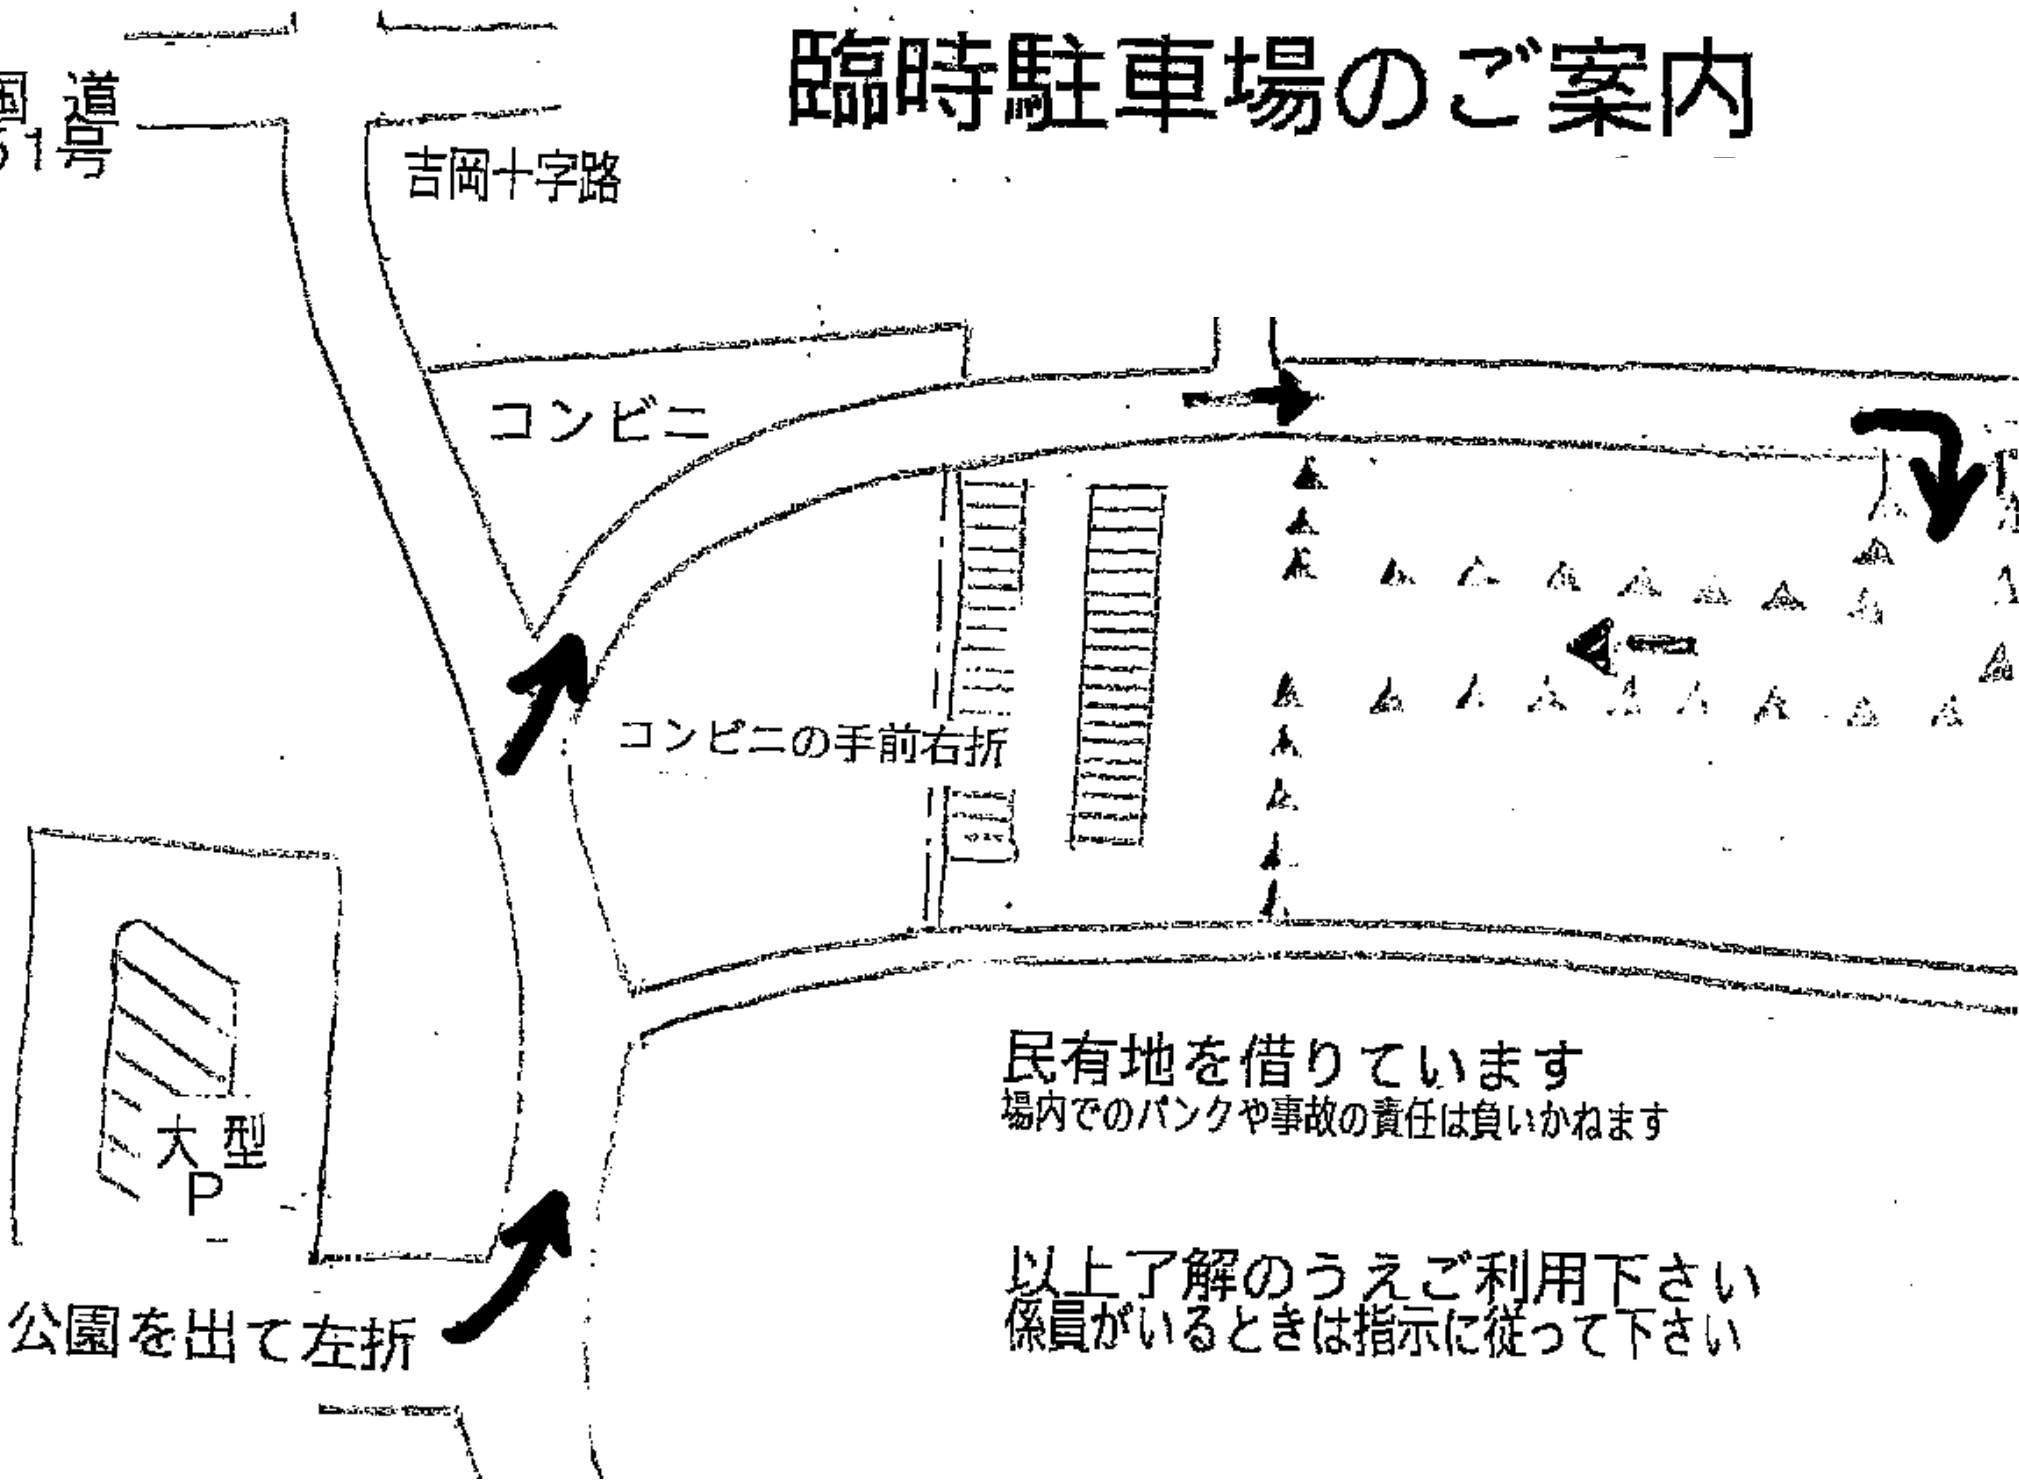 臨時駐車場のご案内
国道
51号
吉岡十字路
コンビニ
コンビニの手前右折
大型
P
公園を出て左折
民有地を借りています
場内でのパンクや事故の責任は負いかねます
以上了解のうえご利用下さい
係員がいるときは指示に従って下さい